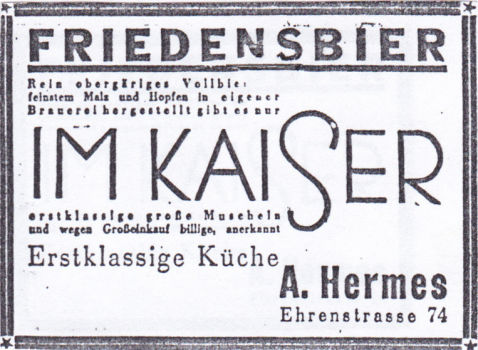 FRIEDENSBIER
Rein obergäriges Vollbier
feinstem Malz und Hopfen in eigener
Brauerei hergestellt gibt es nur
IM KAISER
erstklassige große Muscheln
und wegen Großeinkauf billige, anerkannt
Erstklassige Küche
A. Hermes
Ehrenstrasse 74